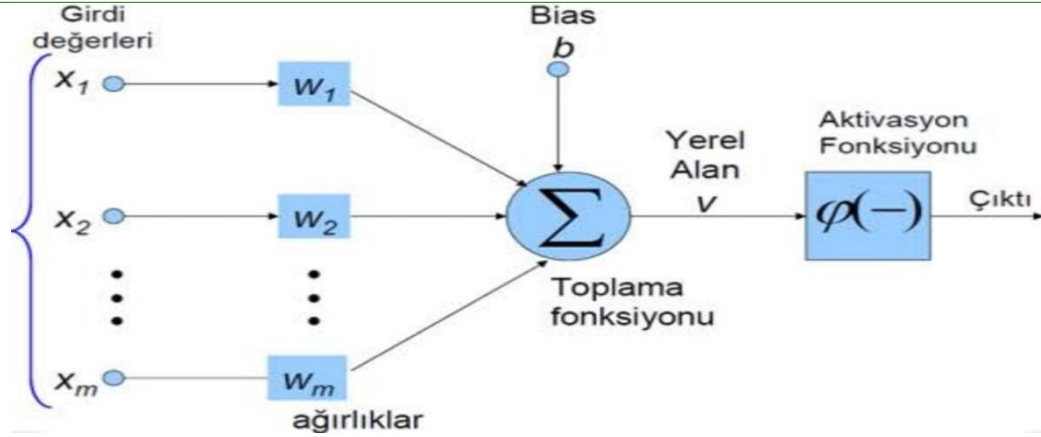 Girdi
değerleri
Bias
b
x1
w1
Aktivasyon
Fonksiyonu
Yerel
Alan
v
x2
w2
∑
φ(−)
Çıktı
Toplama
fonksiyonu
xm
wm
ağırlıklar